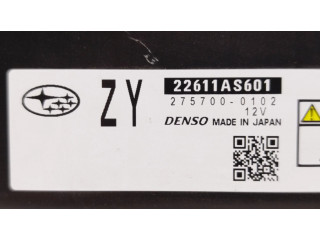 ZY
22611AS601
275700-0102
12V
DENSO MADE IN JAPAN